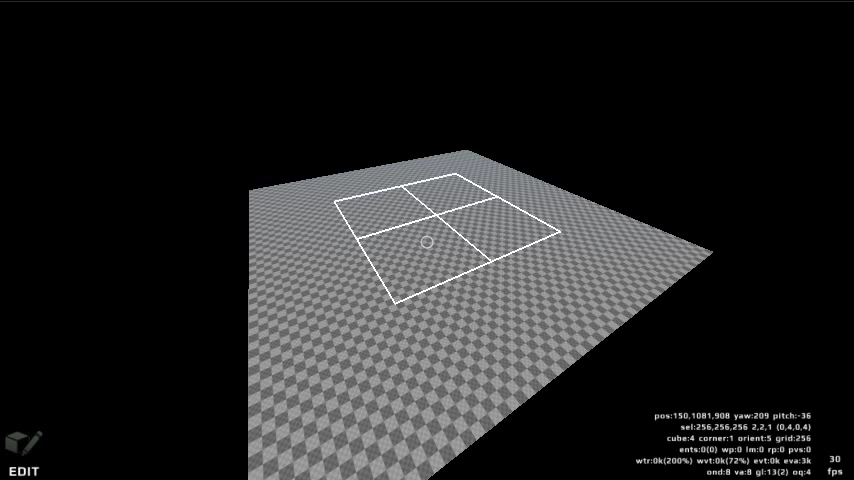 pos:150,1081,908 yaw:209 pitch:-36
sel:256,256,256 2,2,1 (0,4,0,4)
cube:4 corner:1 orient:5 grid:256
ents:0(0) wp:0 lm:0 rp:0 pvs:0
wtr:0k(200%) wvt:0k(72%) evt:0k eva:3k
ond:8 va:8 gl:13(2) oq:4
30
fps
EDIT